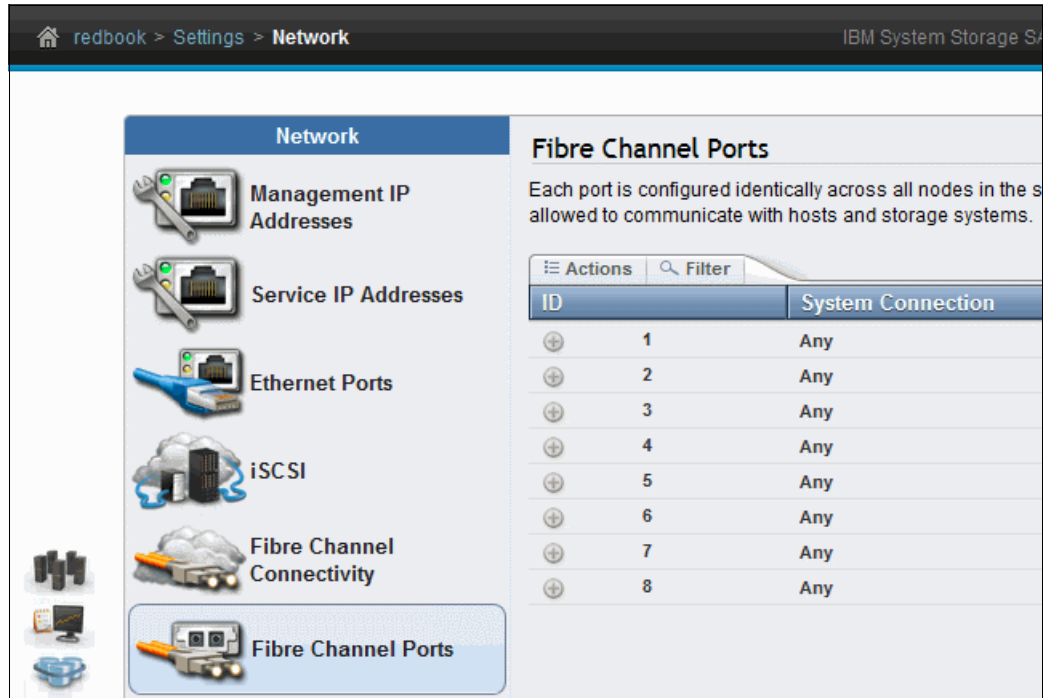 redbook > Settings > Network
IBM System Storage
Network
Management IP
Addresses
Service IP Addresses
Ethernet Ports
iSCSI
Fibre Channel
Connectivity
Fibre Channel Ports
Fibre Channel Ports
Each port is configured identically across all nodes in the
allowed to communicate with hosts and storage systems.
Actions Filter
ID System Connection
1 Any
2 Any
3 Any
4 Any
5 Any
6 Any
7 Any
8 Any